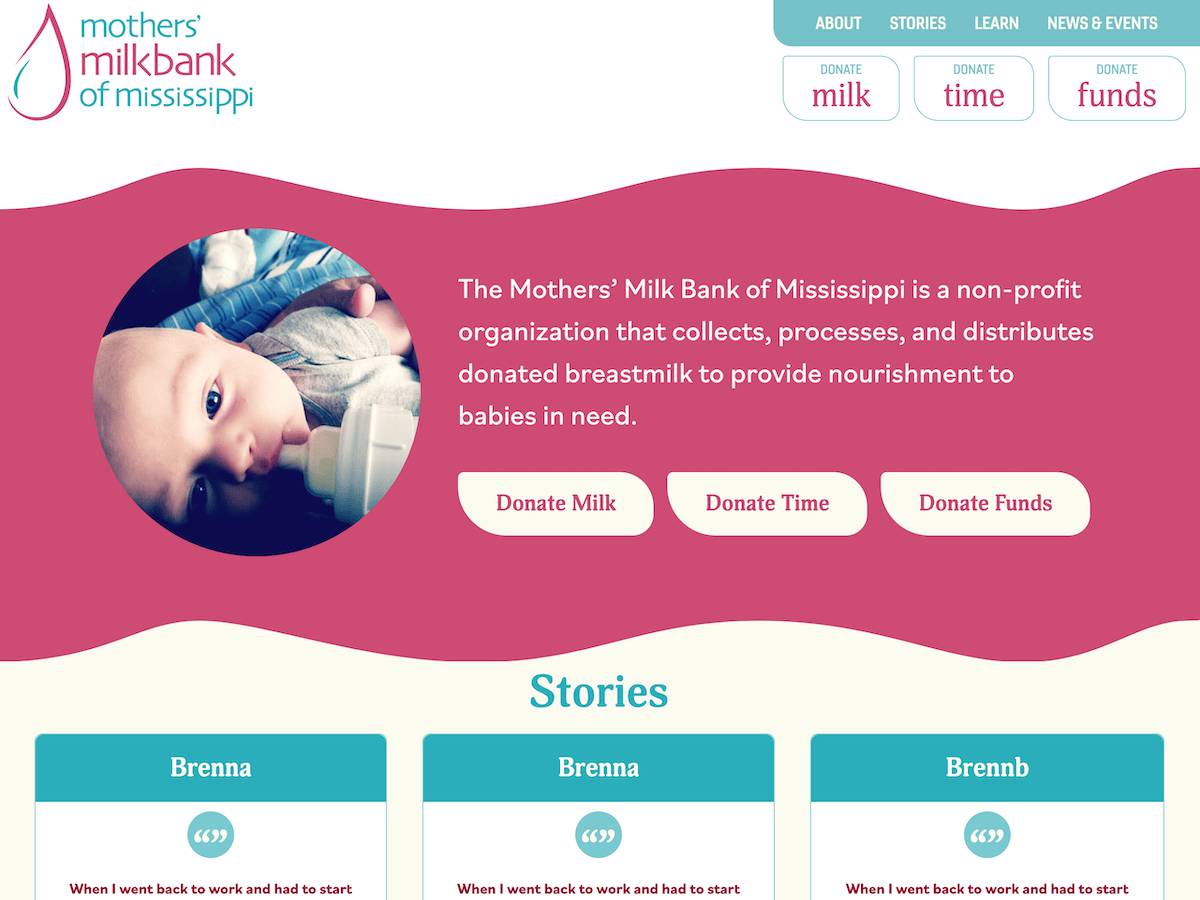 mothers’
milkbank
of mississippi
ABOUT STORIES LEARN NEWS & EVENTS
DONATE
milk
DONATE
time
DONATE
funds
The Mothers’ Milk Bank of Mississippi is a non-profit
organization that collects, processes, and distributes
donated breastmilk to provide nourishment to
babies in need.
Donate Milk Donate Time Donate Funds
Stories
Brenna
“”
When I went back to work and had to start
Brenna
“”
When I went back to work and had to start
Brennb
“”
When I went back to work and had to start